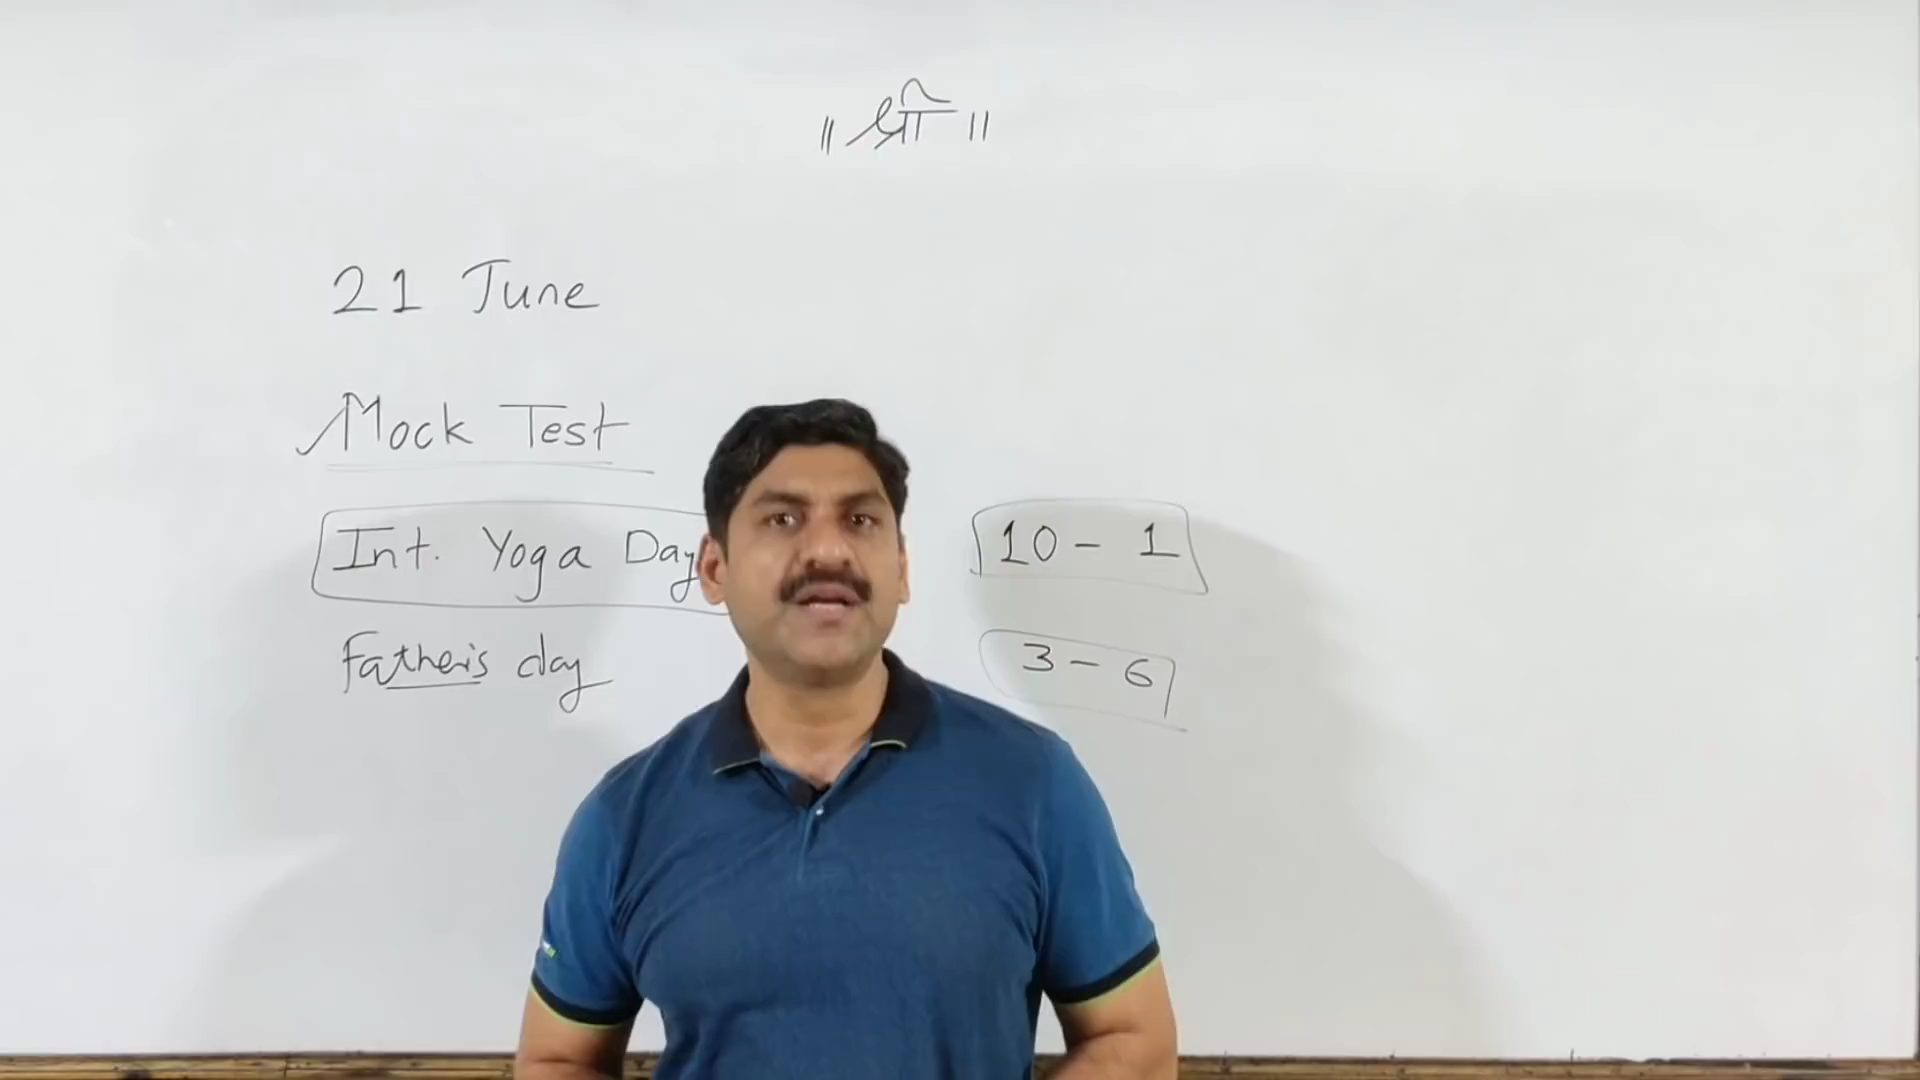 ॥ श्री ॥
21 June
Mock Test
Int. Yoga Day 10 - 1
Father's day 3 - 6